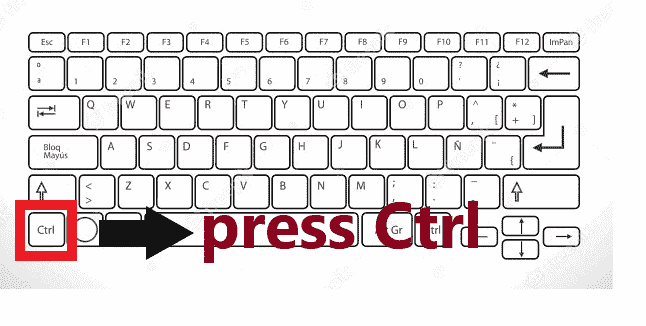 Esc F1 F2 F3 F4 F5 F6 F7 F8 F9 F10 F11 F12 ImPan
º ª 1 2 3 4 5 6 7 8 9 0 ? ' ¿ ¡
Q W E R T Y U I O P ^ , [ * + ]
Bloq Mayús A S D F G H J K L Ñ ¨ {
< > Z X C V B N M ; , : . _ -
Ctrl press Ctrl Gr trl